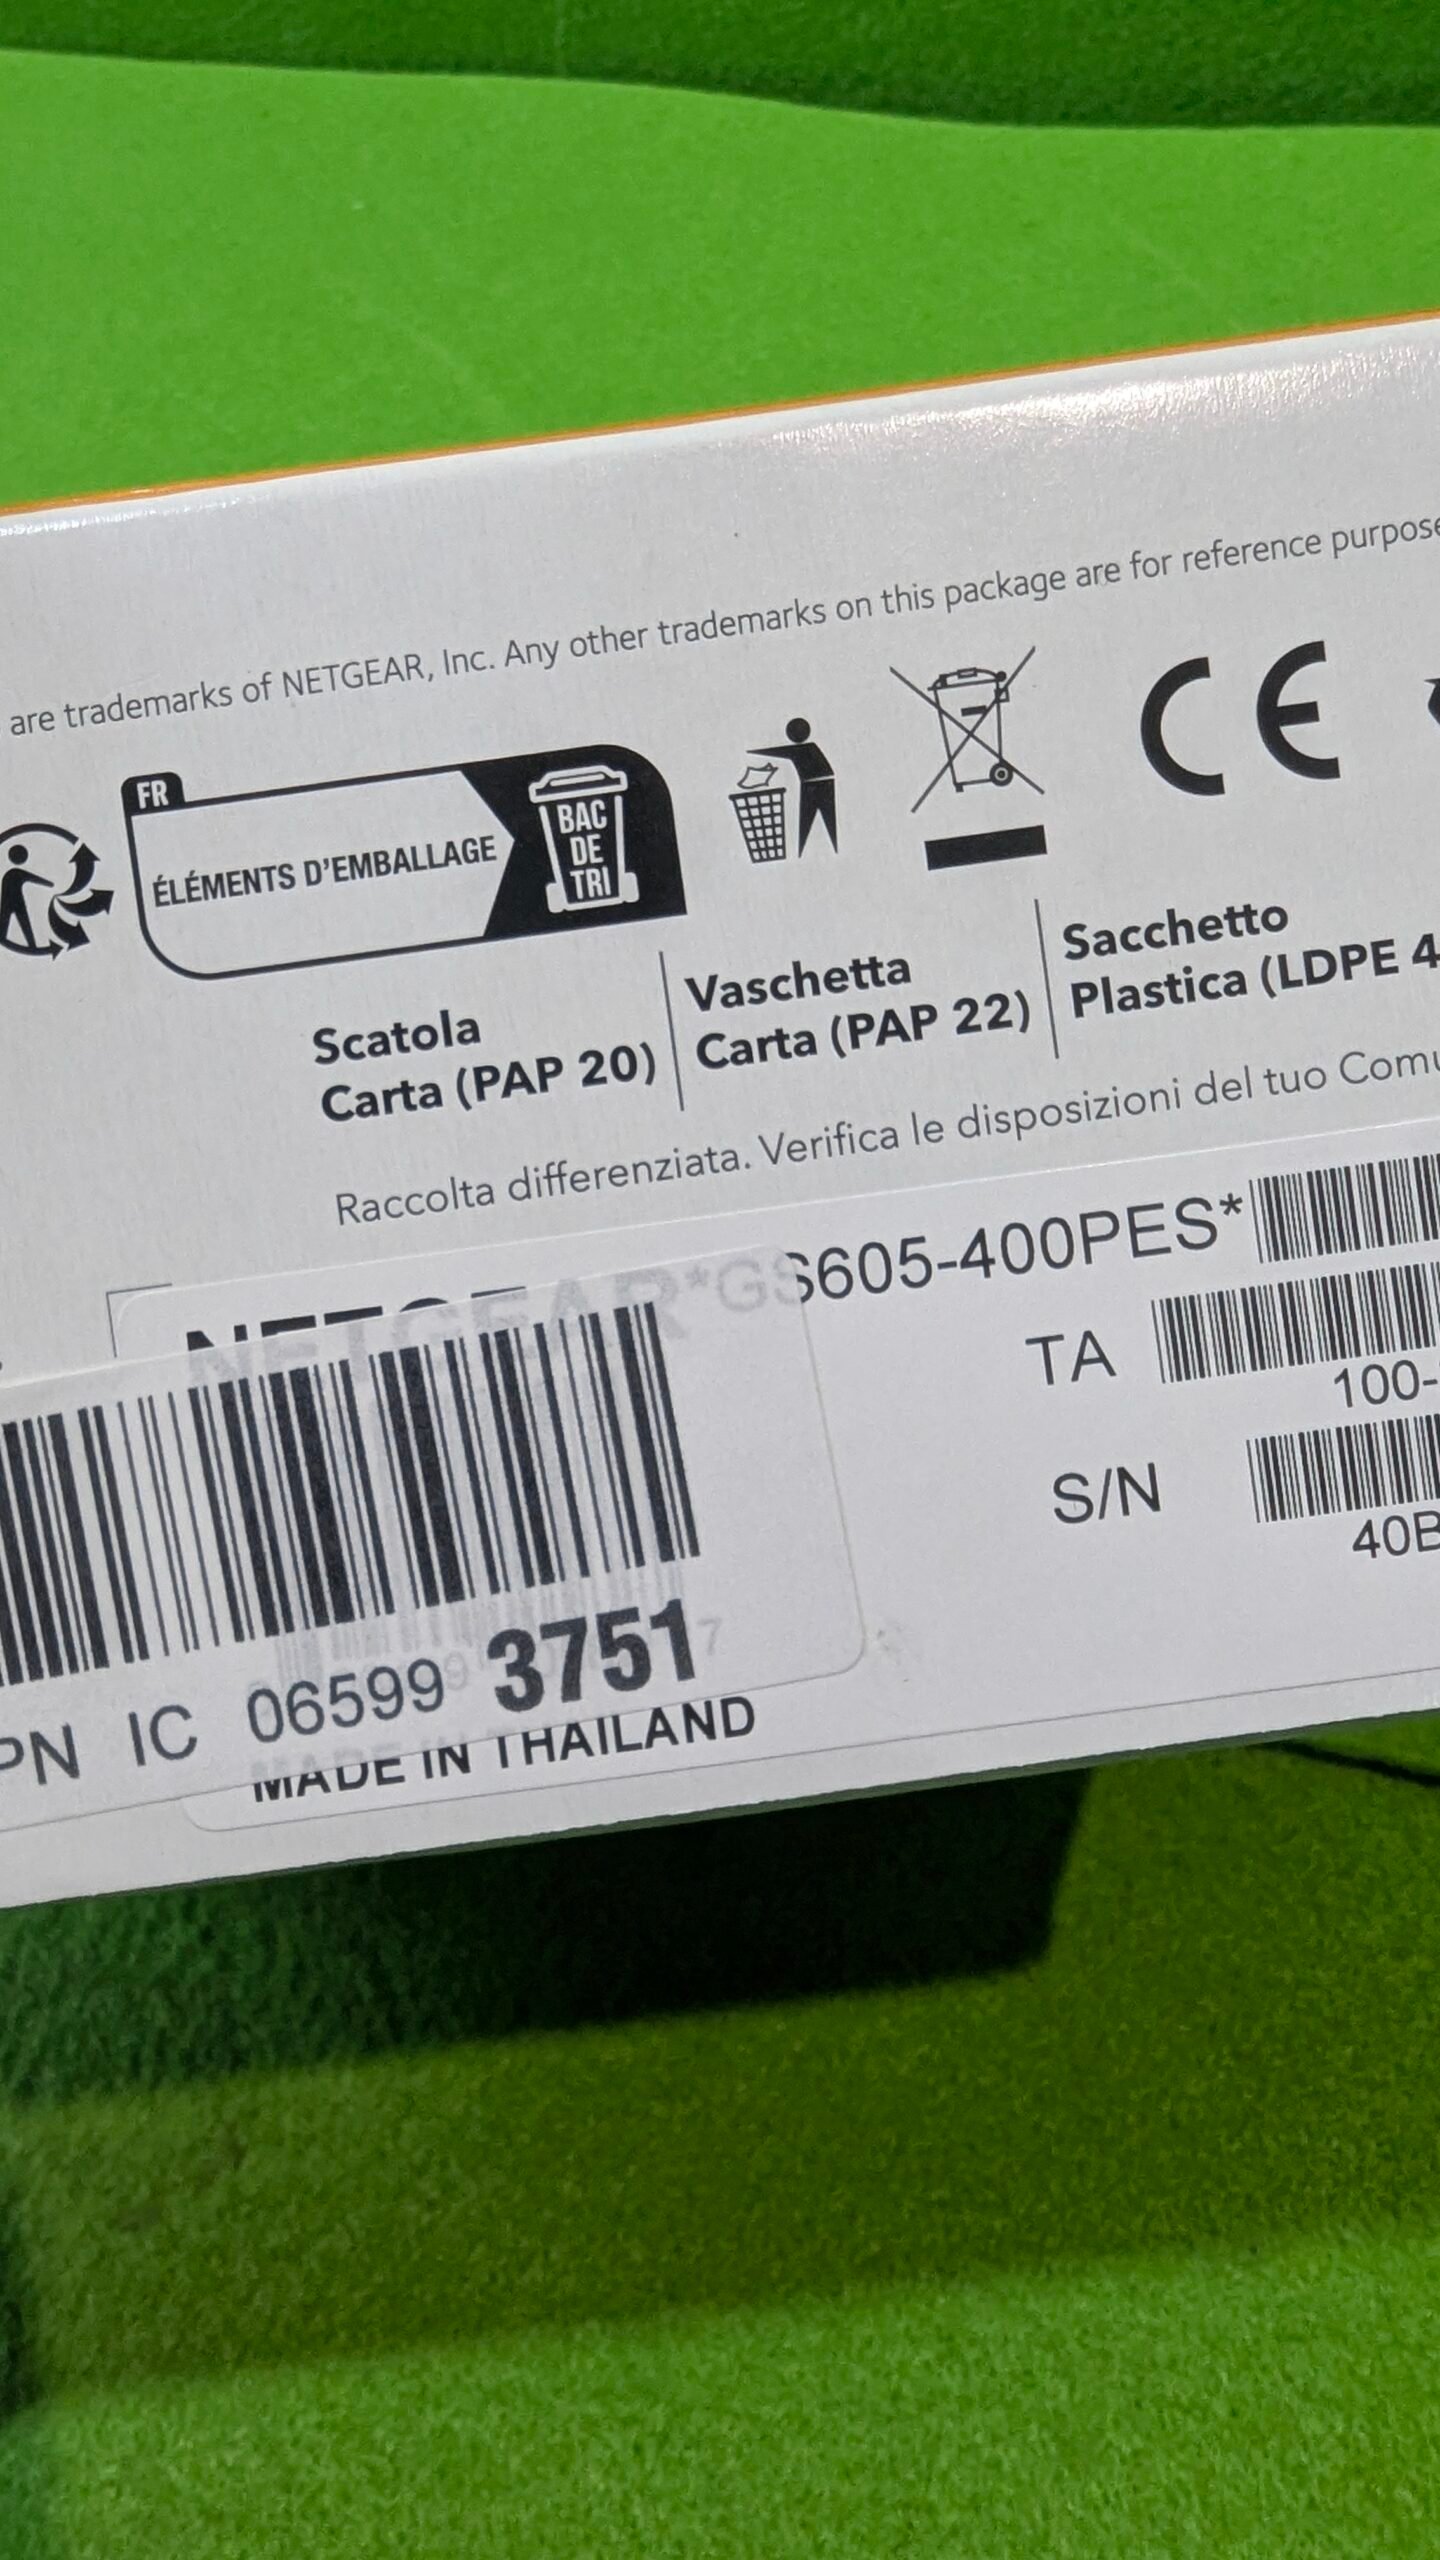 are trademarks of NETGEAR, Inc. Any other trademarks on this package are for reference
FR
ÉLÉMENTS D'EMBALLAGE
BAC
DE
TRI
CE
Scatola
Carta (PAP 20)
Vaschetta
Carta (PAP 22)
Sacchetto
Plastica (LDPE 4
Raccolta differenziata. Verifica le disposizioni del tuo
NETGEAR*GS605-400PES*
TA
100-
S/N
40B
PN IC 06599 3751
MADE IN THAILAND